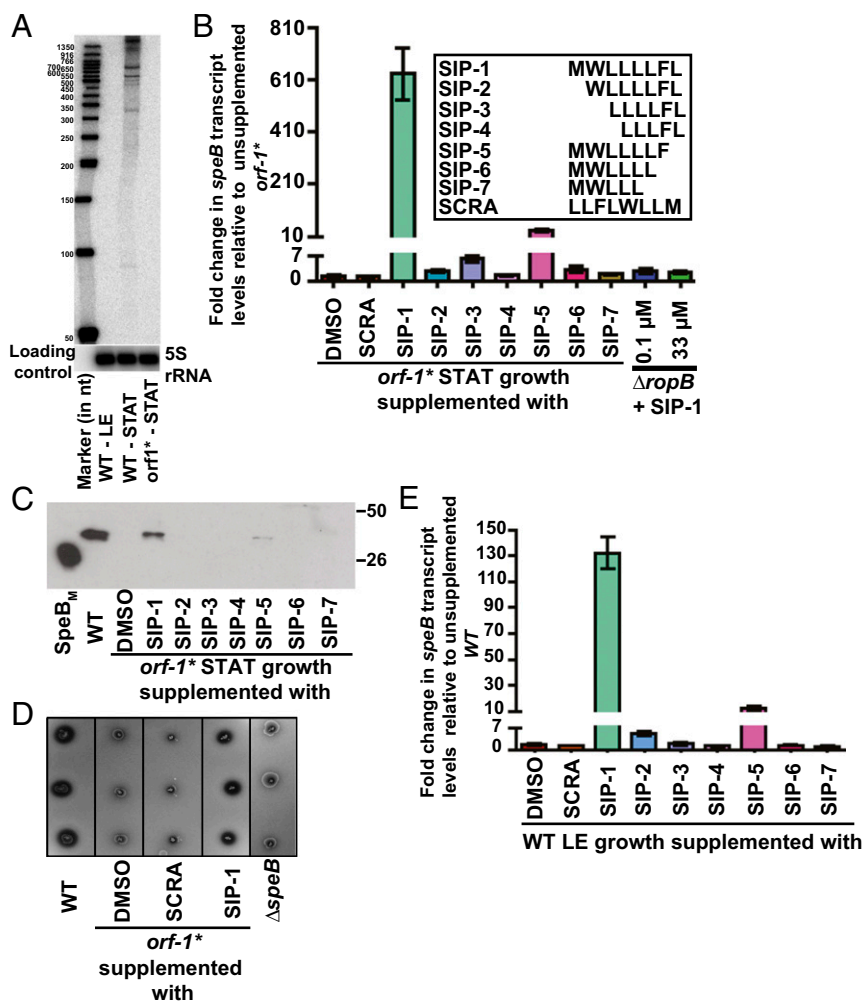 A
1350
916
766
700
650
600
550
500
450
400
350
300
250
200
150
100
50
Loading control
5S rRNA
Marker (in nt)
WT - LE
WT - STAT
orf1* - STAT
B
Fold change in speB transcript
levels relative to unsupplemented
orf-1*
810
610
410
210
10
7
0
SIP-1 MWLLLLFL
SIP-2 WLLLLFL
SIP-3 LLLLFL
SIP-4 LLLFL
SIP-5 MWLLLLF
SIP-6 MWLLLL
SIP-7 MWLLL
SCRA LLFLWLLM
DMSO
SCRA
SIP-1
SIP-2
SIP-3
SIP-4
SIP-5
SIP-6
SIP-7
0.1 µM
33 µM
orf-1* STAT growth
supplemented with
ΔropB
+ SIP-1
C
–50
–26
SpeBM
WT
DMSO
SIP-1
SIP-2
SIP-3
SIP-4
SIP-5
SIP-6
SIP-7
orf-1* STAT growth
supplemented with
D
WT
DMSO
SCRA
SIP-1
ΔspeB
orf-1*
supplemented
with
E
Fold change in speB transcript
levels relative to unsupplemented
WT
150
130
110
90
70
50
30
10
7
0
DMSO
SCRA
SIP-1
SIP-2
SIP-3
SIP-4
SIP-5
SIP-6
SIP-7
WT LE growth supplemented with